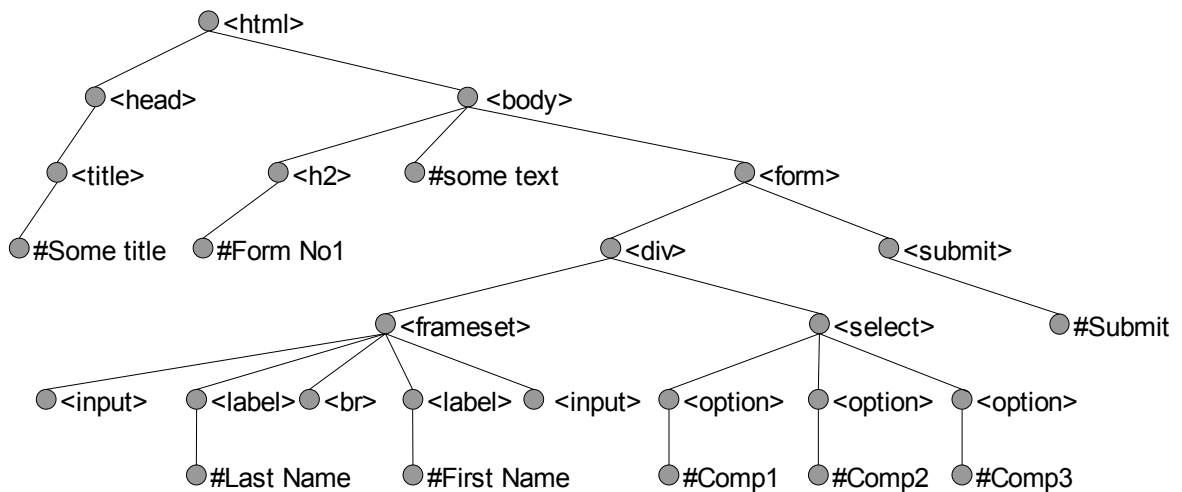 <html>
<head> <body>
<title> <h2> #some text <form>
#Some title #Form No1 <div> <submit>
<frameset> <select> #Submit
<input> <label> <br> <label> <input> <option> <option> <option>
#Last Name #First Name #Comp1 #Comp2 #Comp3